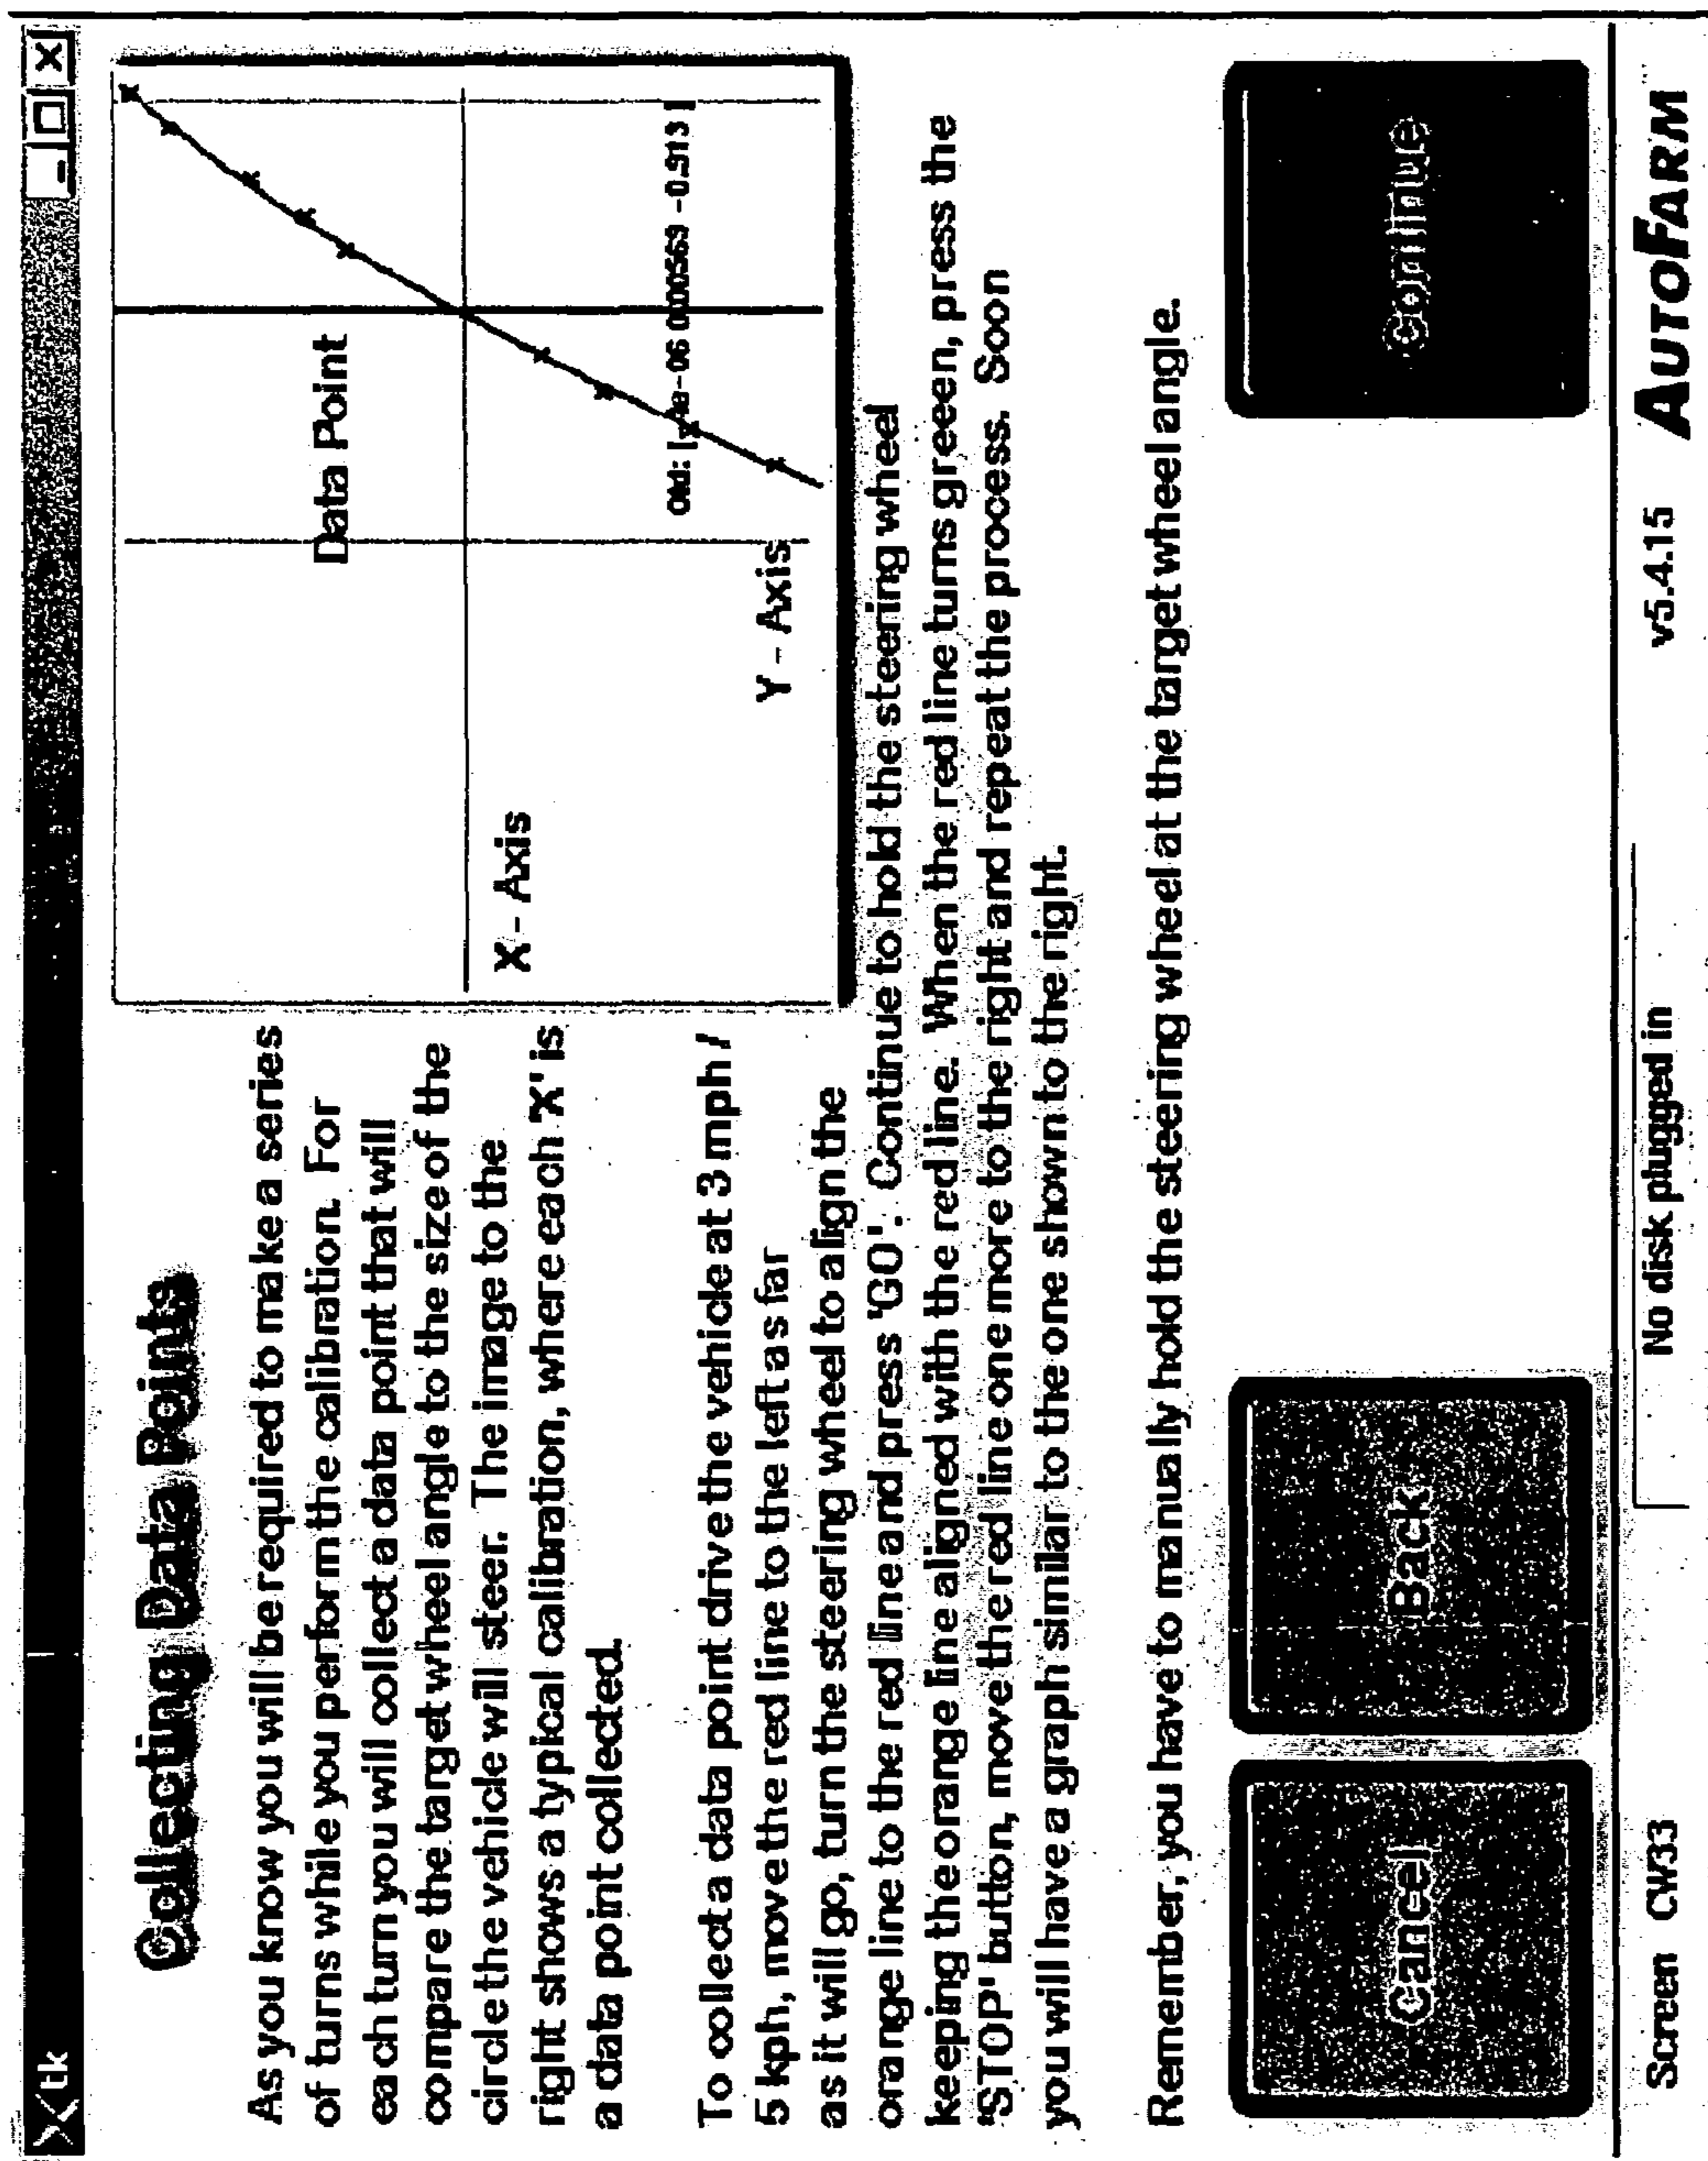 tk
Collecting Data Points
As you know you will be required to make a series
of turns while you perform the calibration. For
each turn you will collect a data point that will
compare the target wheel angle to the size of the
circle the vehicle will steer. The image to the
right shows a typical calibration, where each 'X' is
a data point collected.
Data Point
X - Axis
Old: [ -06 0.000569 -0.913 ]
Y - Axis
To collect a data point drive the vehicle at 3 mph /
5 kph, move the red line to the left as far
as it will go, turn the steering wheel to align the
orange line to the red line and press 'GO'. Continue to hold the steering wheel
keeping the orange line aligned with the red line. When the red line turns green, press the
'STOP' button, move the red line one more to the right and repeat the process. Soon
you will have a graph similar to the one shown to the right.
Remember, you have to manually hold the steering wheel at the target wheel angle.
Cancel
Back
Continue
Screen CW33
No disk plugged in
v5.4.15
AUTOFARM